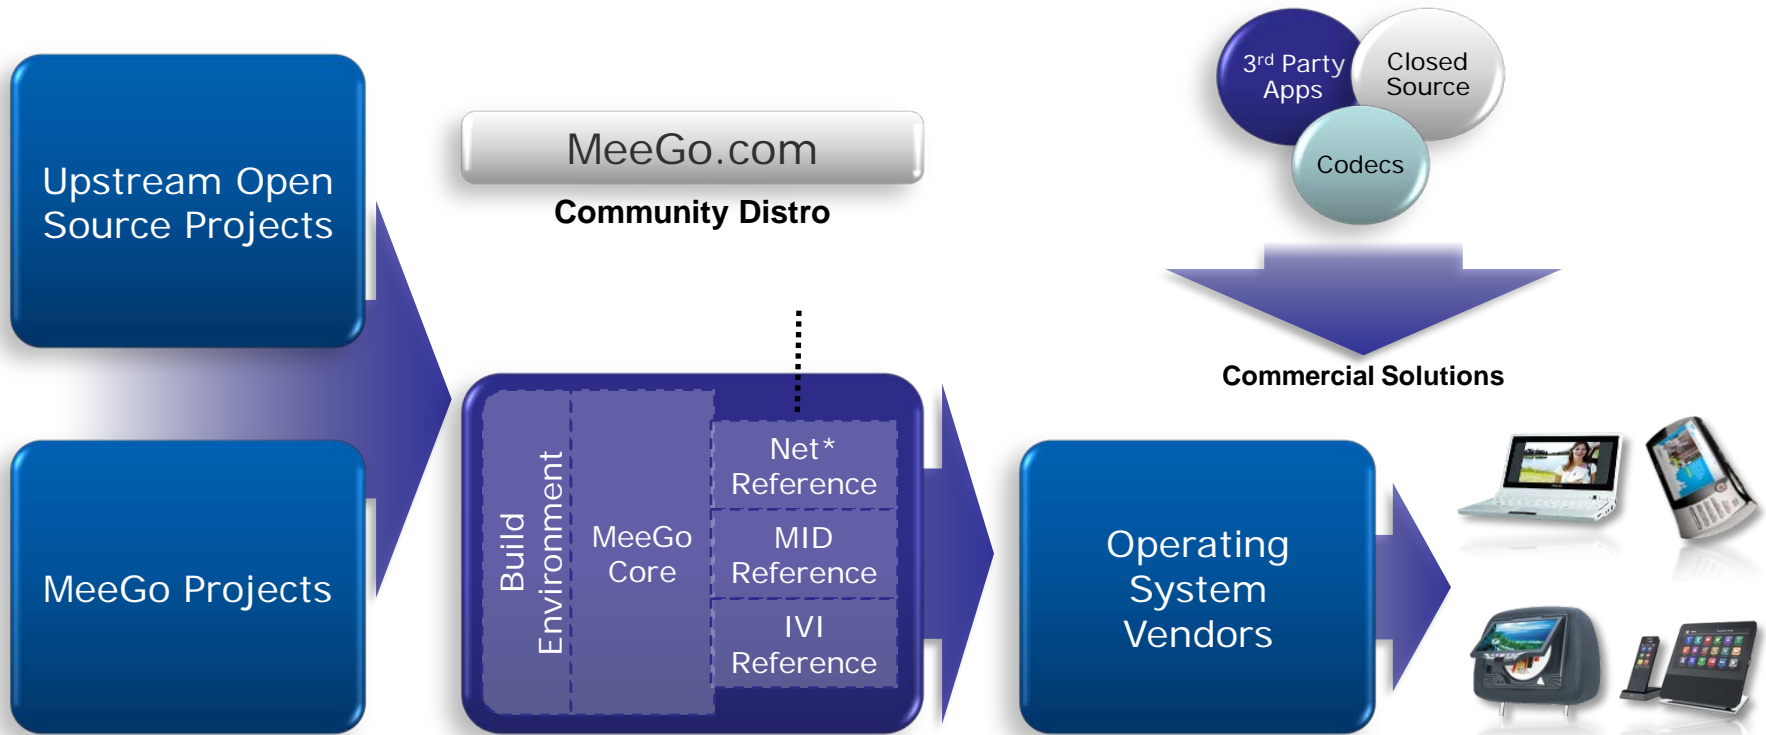 Upstream Open
Source Projects
MeeGo Projects
MeeGo.com
Community Distro
Build
Environment
MeeGo
Core
Net*
Reference
MID
Reference
IVI
Reference
3rd Party
Apps
Closed
Source
Codecs
Commercial Solutions
Operating
System
Vendors